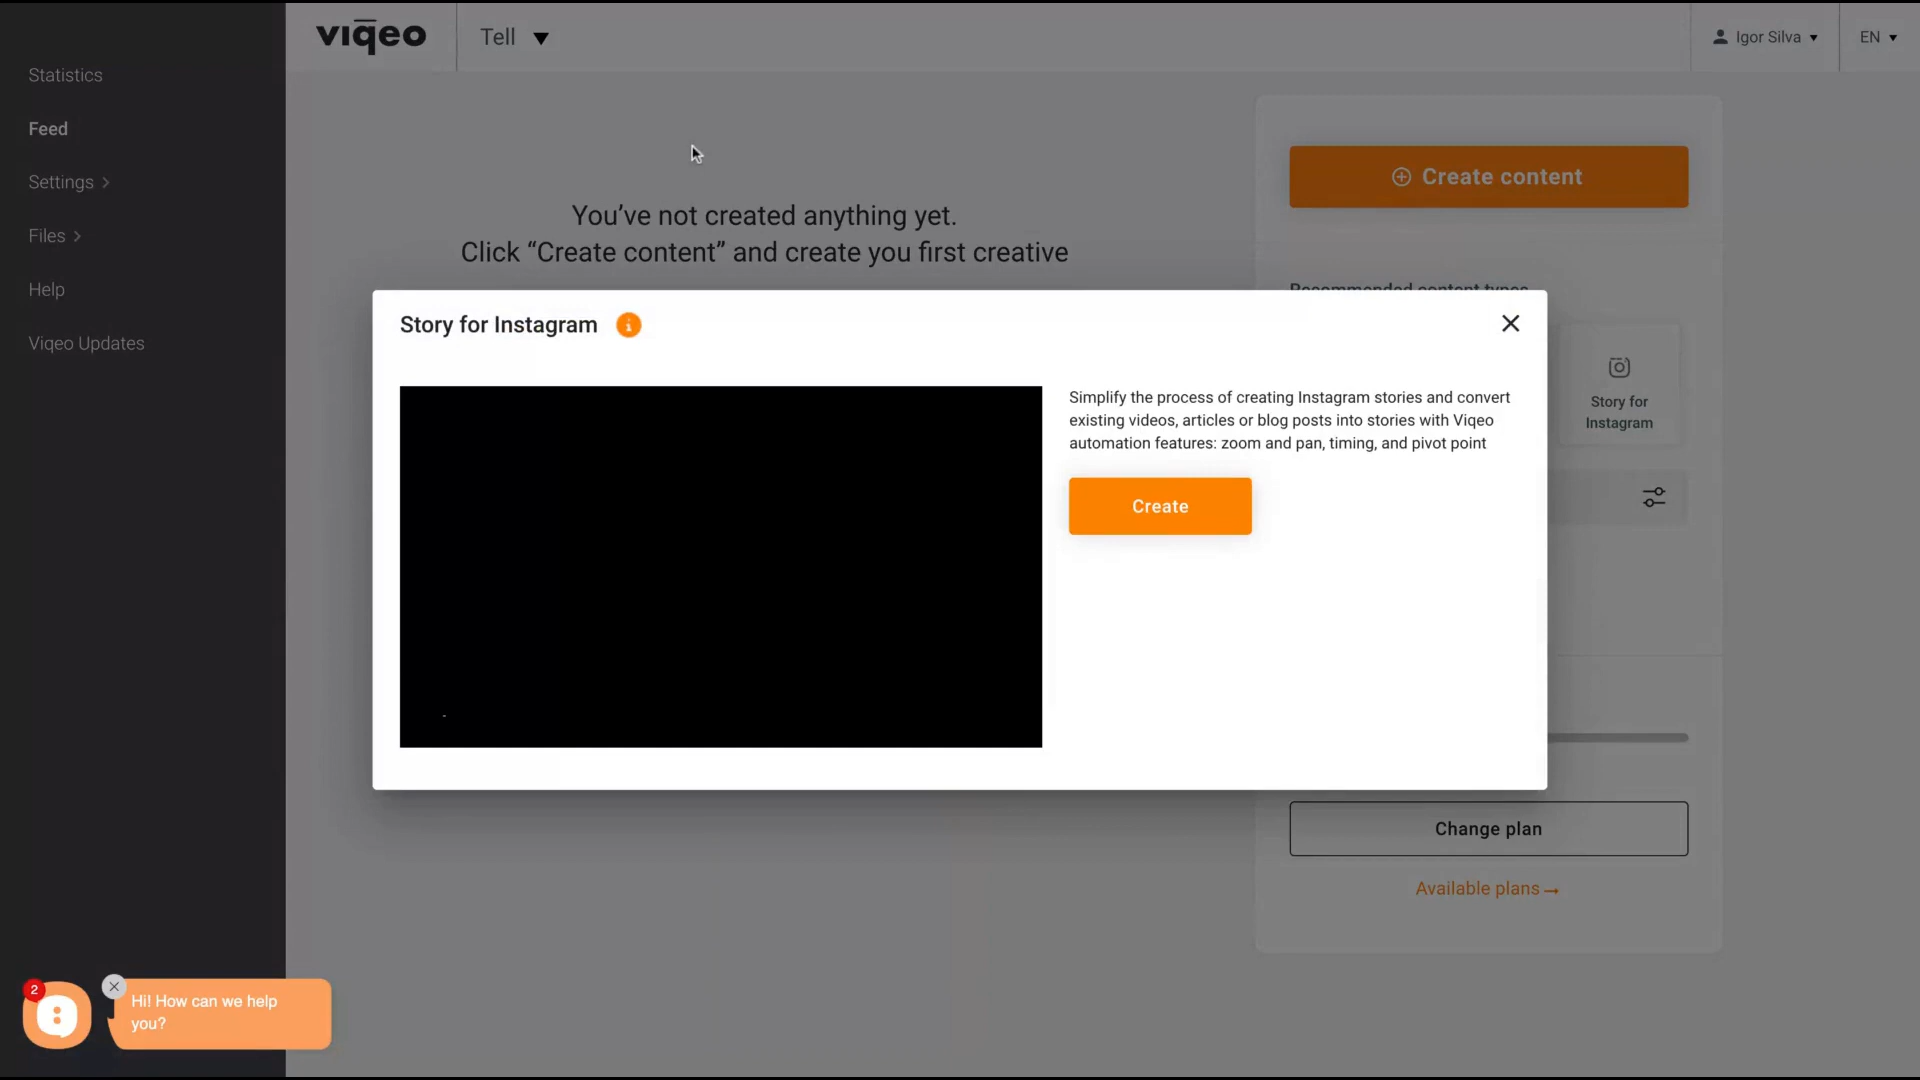 Statistics
Feed
Settings
Files
Help
Viqeo Updates
viqeo
Tell
Igor Silva
EN
You've not created anything yet.
Click “Create content” and create you first creative
Create content
Recommended content types
Story for
Instagram
Story for Instagram
Simplify the process of creating Instagram stories and convert
existing videos, articles or blog posts into stories with Viqeo
automation features: zoom and pan, timing, and pivot point
Create
Change plan
Available plans→
2
Hi! How can we help
you?